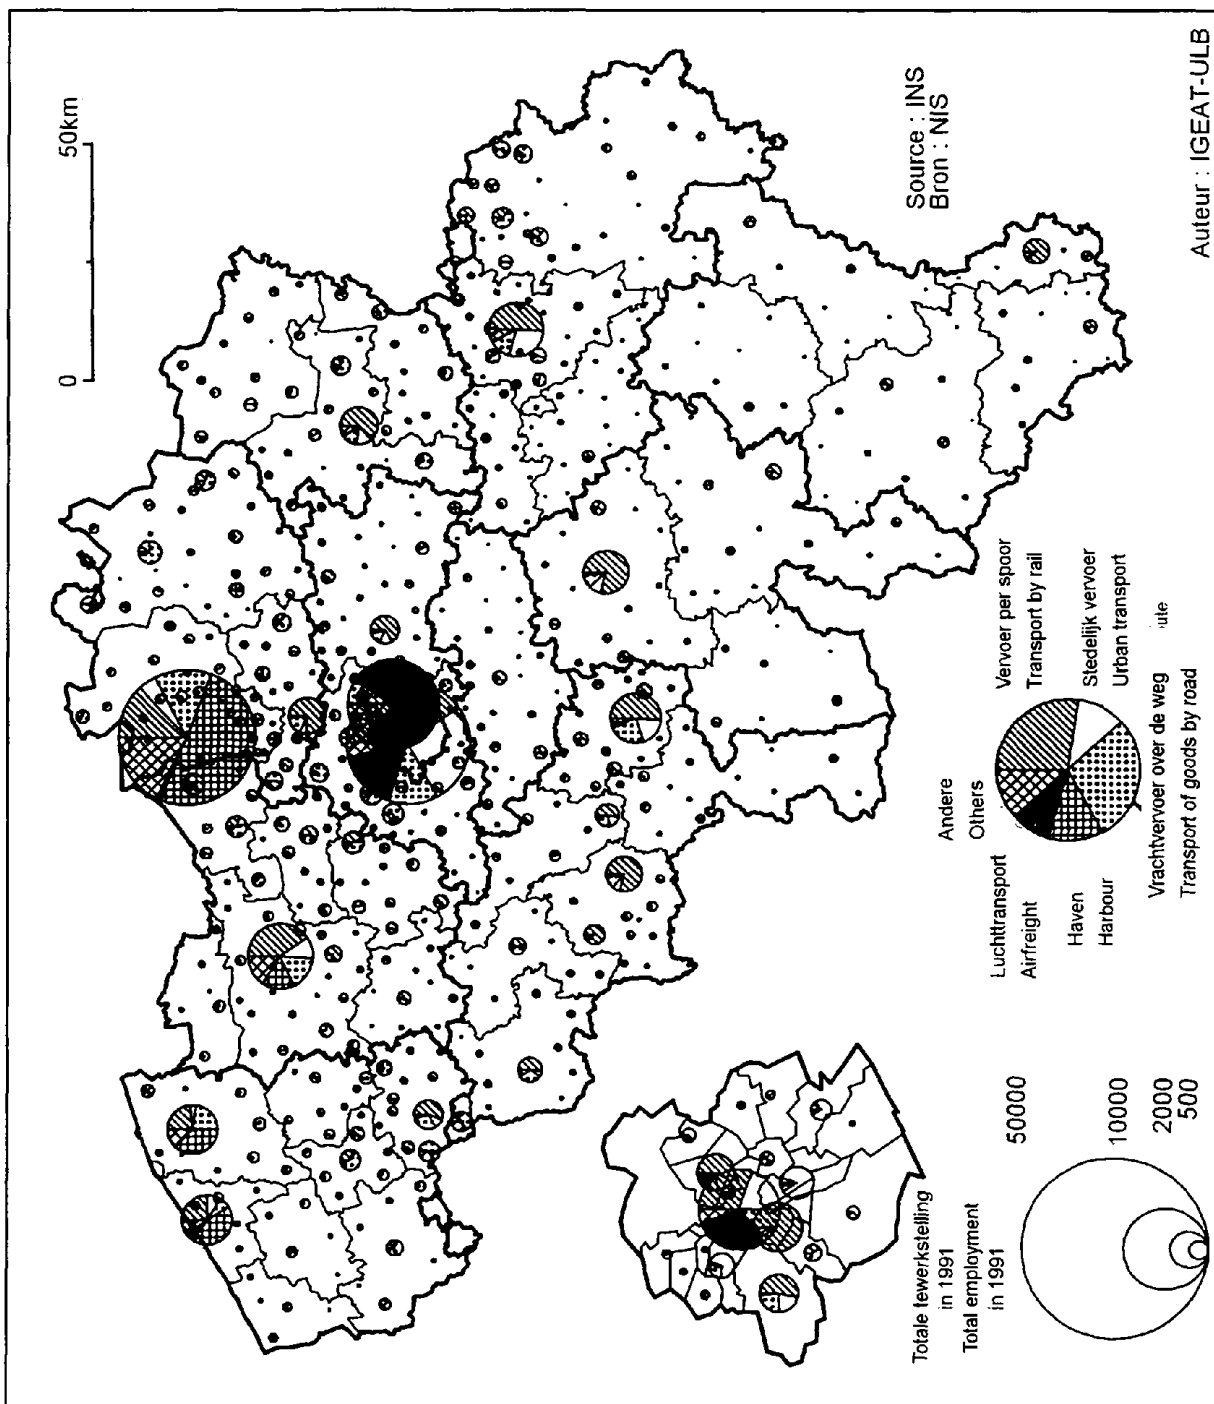 0
50km
Source : INS
Bron : NIS
Auteur : IGEAT-ULB
Totale tewerkstelling
in 1991
Total employment
in 1991
50000
10000
2000
500
Andere
Others
Luchttransport
Airfreight
Haven
Harbour
Vervoer per spoor
Transport by rail
Stedelijk vervoer
Urban transport
Vrachtvervoer over de weg
Transport of goods by road